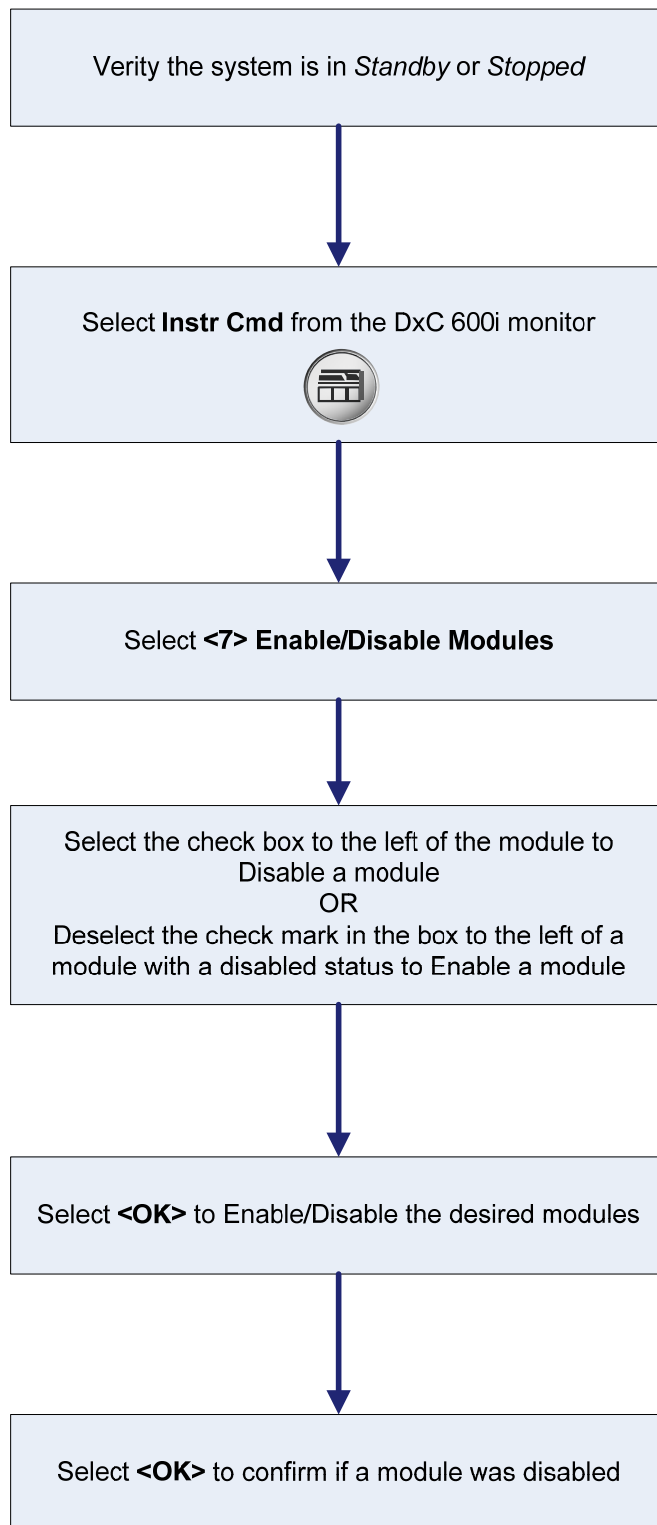 Verity the system is in Standby or Stopped
Select Instr Cmd from the DxC 600i monitor
Select <7> Enable/Disable Modules
Select the check box to the left of the module to
Disable a module
OR
Deselect the check mark in the box to the left of a
module with a disabled status to Enable a module
Select <OK> to Enable/Disable the desired modules
Select <OK> to confirm if a module was disabled